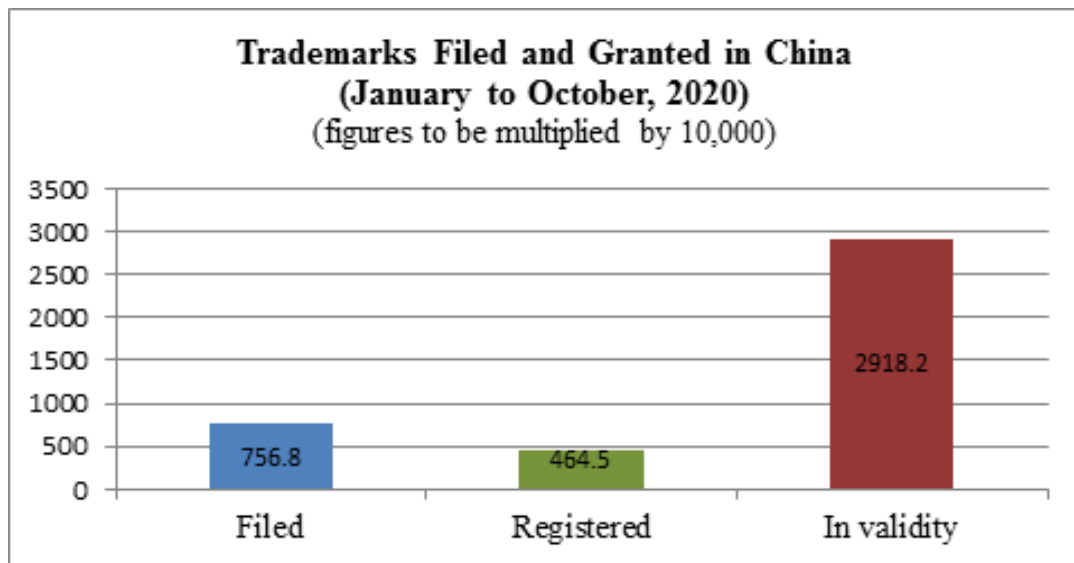 Trademarks Filed and Granted in China
(January to October, 2020)
(figures to be multiplied by 10,000)
3500
3000
2500
2000
1500
1000
500
0
756.8
464.5
2918.2
Filed
Registered
In validity